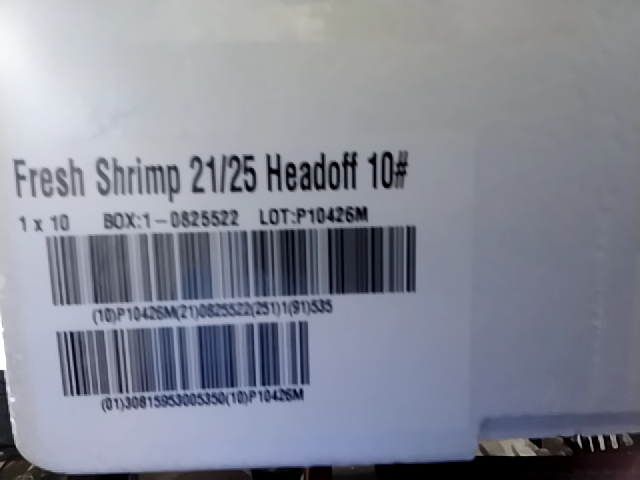 Fresh Shrimp 21/25 Headoff 10#
1 x 10 BOX:1-0825522 LOT:P10426M
(10)P10426M(21)0825522(251)1(91)535
(01)30815953005350(10)P10426M